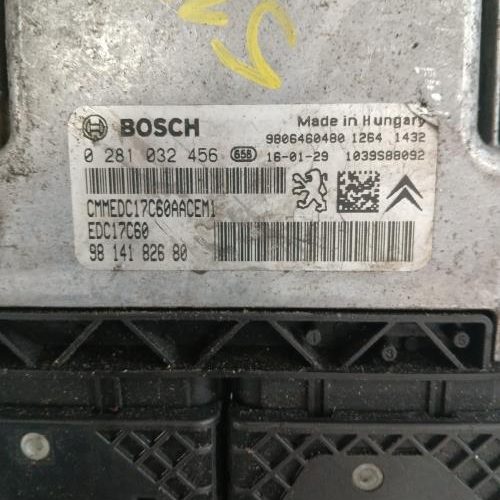 BOSCH
Made in Hungary
9806460480 1264 1432
0 281 032 456 656 16-01-29 1039S88092
CMMEDC17C60AACEM1
EDC17C60
98 141 826 80